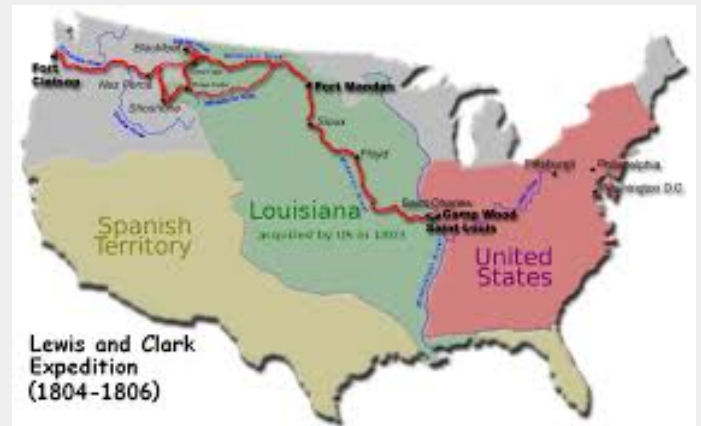 Blackfoot
Fort
Clatsop
Nez Perce
Shoshone
Fort Mandan
Sioux
Floyd
Pittsburgh
Philadelphia
Washington D.C.
Saint Charles
Camp Wood
Saint Louis
Louisiana
acquired by US in 1803
Spanish
Territory
United
States
Lewis and Clark
Expedition
(1804-1806)